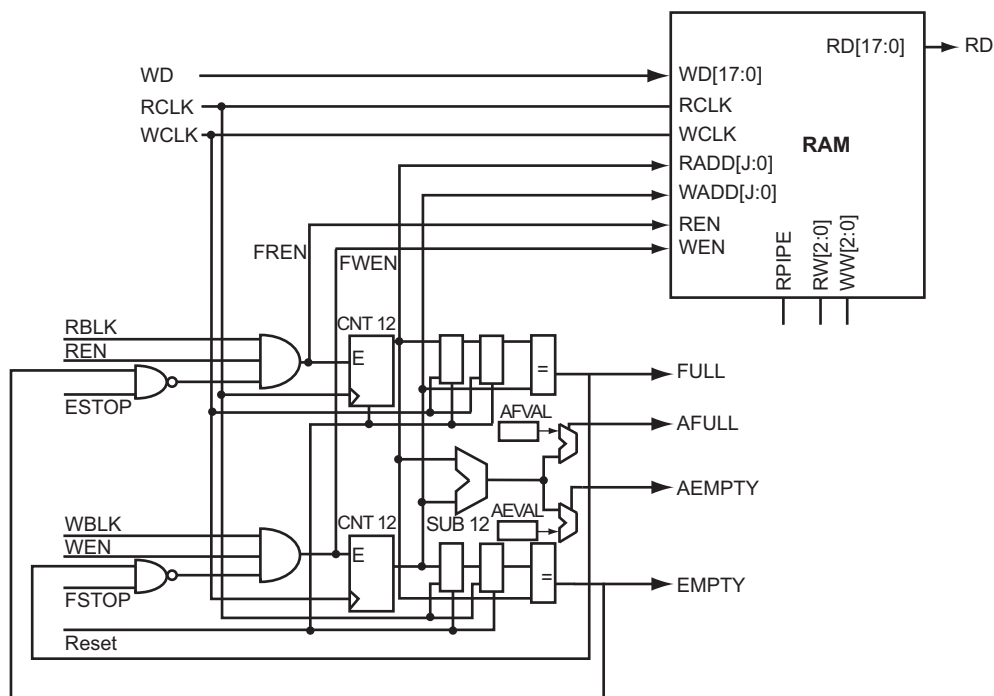 RD[17:0]
RD
WD
WD[17:0]
RCLK
RCLK
WCLK
WCLK
RAM
RADD[J:0]
WADD[J:0]
REN
FREN
FWEN
WEN
RPIPE
RW[2:0]
WW[2:0]
RBLK
CNT 12
REN
E
=
FULL
ESTOP
AFVAL
AFULL
AEMPTY
WBLK
CNT 12
SUB 12
AEVAL
WEN
E
=
EMPTY
FSTOP
Reset